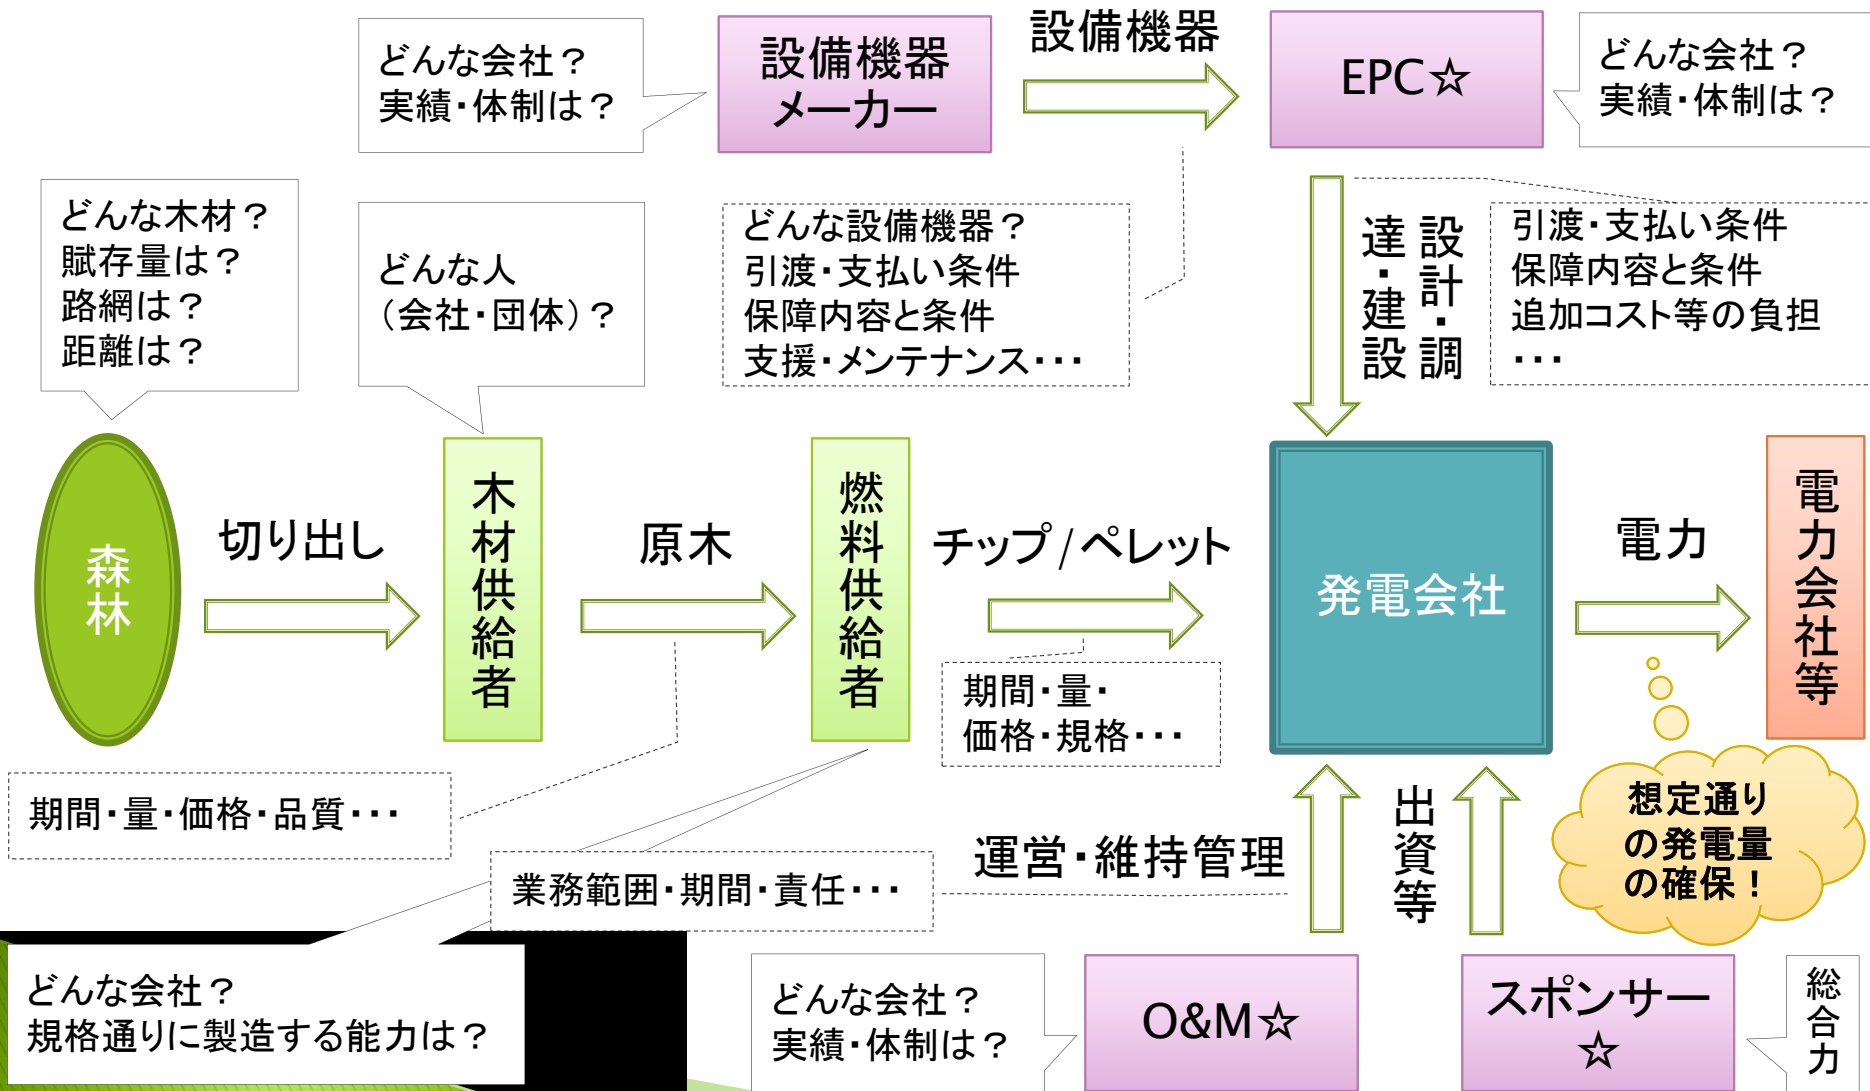 どんな会社？
実績・体制は？
設備機器
メーカー
設備機器
EPC☆
どんな会社？
実績・体制は？
どんな木材？
賦存量は？
路網は？
距離は？
どんな人
（会社・団体）？
どんな設備機器？
引渡・支払い条件
保障内容と条件
支援・メンテナンス・・・
設計・調
達・建設
引渡・支払い条件
保障内容と条件
追加コスト等の負担
・・・
森林
切り出し
木材供給者
原木
燃料供給者
チップ/ペレット
発電会社
電力
電力会社等
期間・量・
価格・規格・・・
期間・量・価格・品質・・・
業務範囲・期間・責任・・・
運営・維持管理
出資等
想定通り
の発電量
の確保！
どんな会社？
規格通りに製造する能力は？
どんな会社？
実績・体制は？
O&M☆
スポンサー
☆
総合力